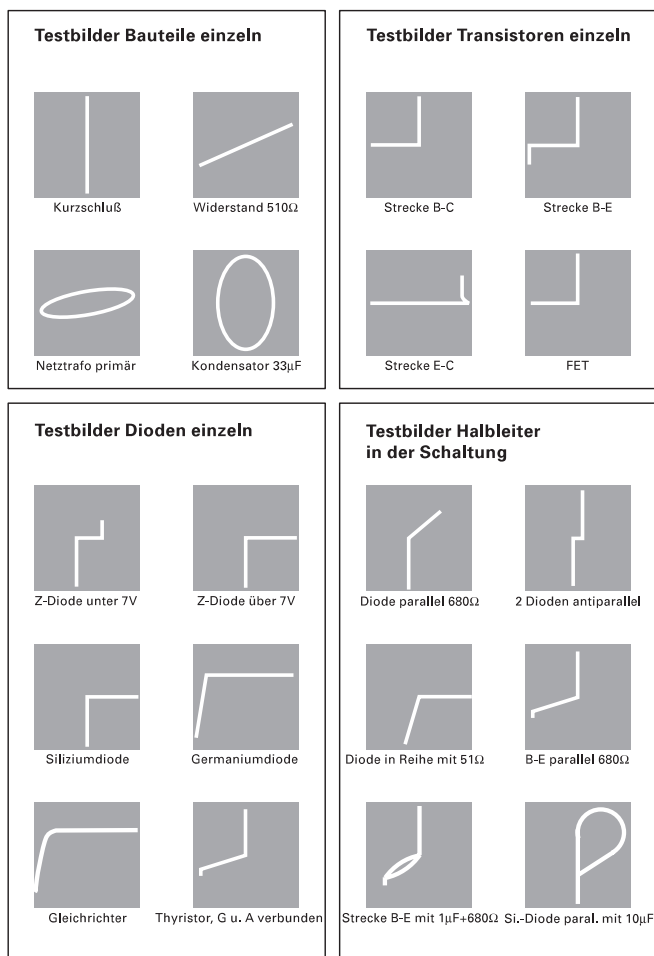 Testbilder Bauteile einzeln
Kurzschluß
Widerstand 510Ω
Netztrafo primär
Kondensator 33µF
Testbilder Transistoren einzeln
Strecke B-C
Strecke B-E
Strecke E-C
FET
Testbilder Dioden einzeln
Z-Diode unter 7V
Z-Diode über 7V
Siliziumdiode
Germaniumdiode
Gleichrichter
Thyristor, G u. A verbunden
Testbilder Halbleiter
in der Schaltung
Diode parallel 680Ω
2 Dioden antiparallel
Diode in Reihe mit 51Ω
B-E parallel 680Ω
Strecke B-E mit 1µF+680Ω
Si.-Diode paral. mit 10µF